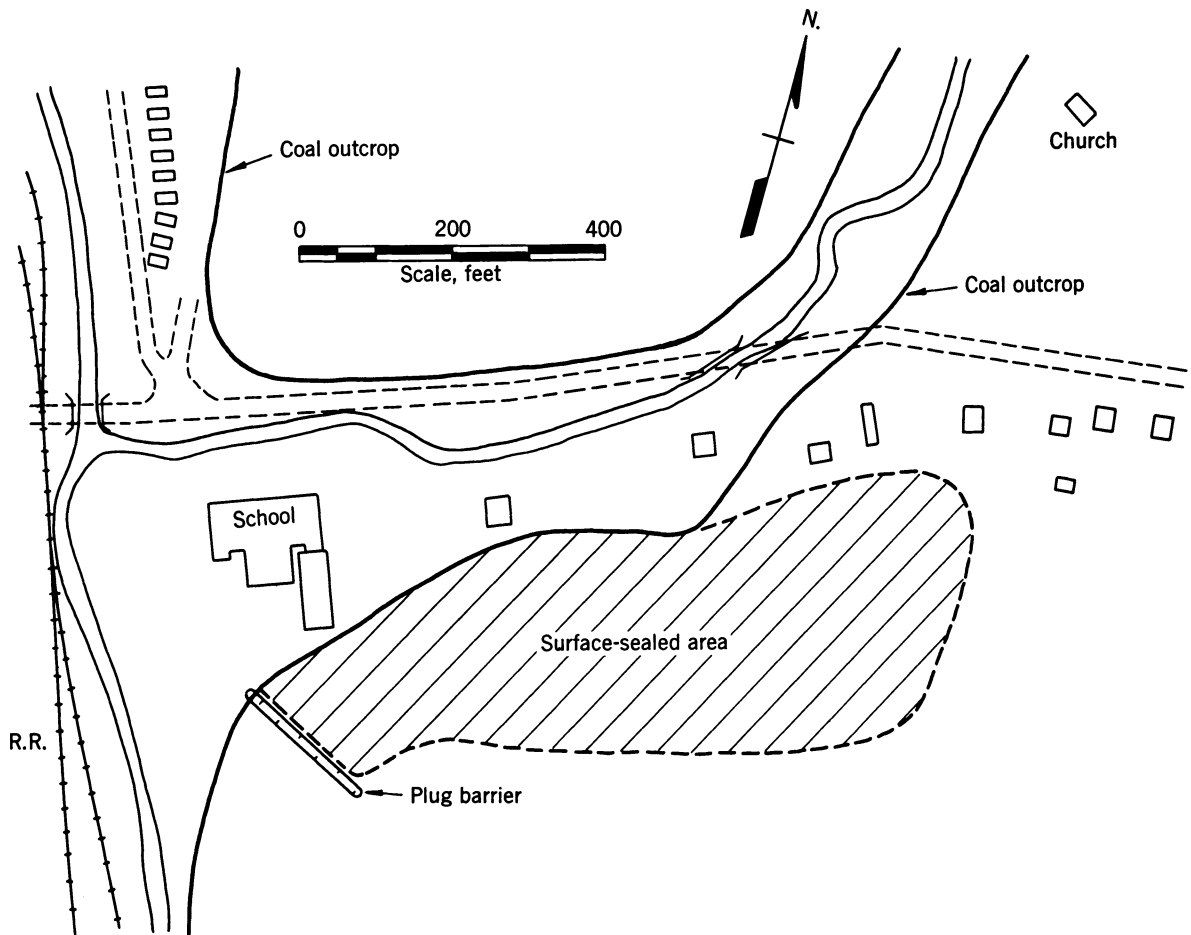 N.
Church
Coal outcrop
0 200 400
Scale, feet
Coal outcrop
School
Surface-sealed area
R.R.
Plug barrier